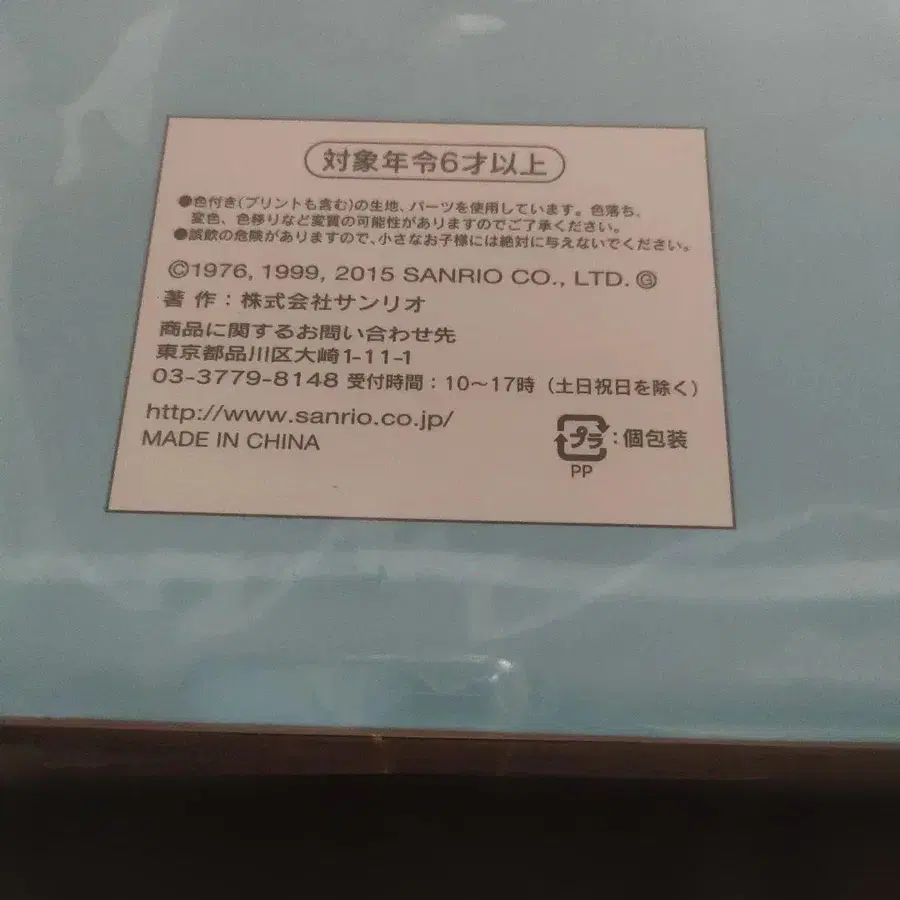 対象年令6才以上
●色付き(プリントも含む)の生地、パーツを使用しています。色落ち、
変色、色移りなど変質の可能性がありますのでご了承ください。
●誤飲の危険がありますので、小さなお子様には絶対に与えないでください。
©1976, 1999, 2015 SANRIO CO., LTD. Ⓖ
著 作：株式会社サンリオ
商品に関するお問い合わせ先
東京都品川区大崎1-11-1
03-3779-8148 受付時間：10〜17時（土日祝日を除く）
http://www.sanrio.co.jp/
MADE IN CHINA
プラ：個包装
PP